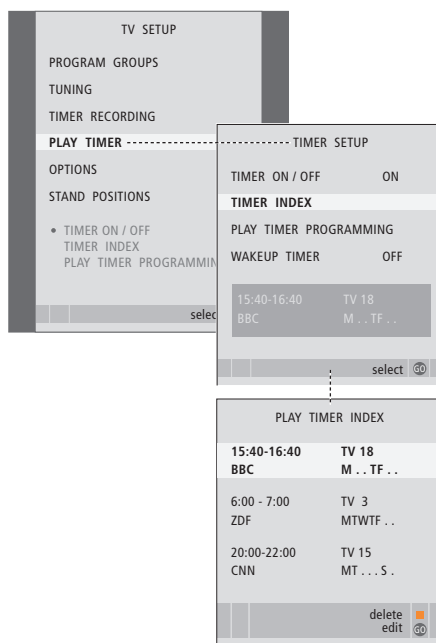 TV SETUP
PROGRAM GROUPS
TUNING
TIMER RECORDING
PLAY TIMER
OPTIONS
STAND POSITIONS
• TIMER ON / OFF
TIMER INDEX
PLAY TIMER PROGRAMMIN
selec
TIMER SETUP
TIMER ON / OFF ON
TIMER INDEX
PLAY TIMER PROGRAMMING
WAKEUP TIMER OFF
15:40-16:40 TV 18
BBC M . . TF . .
select GO
PLAY TIMER INDEX
15:40-16:40 TV 18
BBC M . . TF . .
6:00 - 7:00 TV 3
ZDF MTWTF . .
20:00-22:00 TV 15
CNN MT . . . S .
delete
edit GO